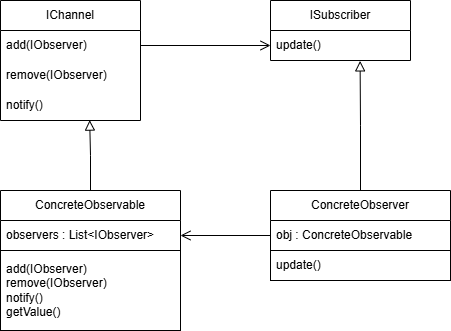 IChannel
add(IObserver)
remove(IObserver)
notify()
ISubscriber
update()
ConcreteObservable
observers : List<IObserver>
add(IObserver)
remove(IObserver)
notify()
getValue()
ConcreteObserver
obj : ConcreteObservable
update()